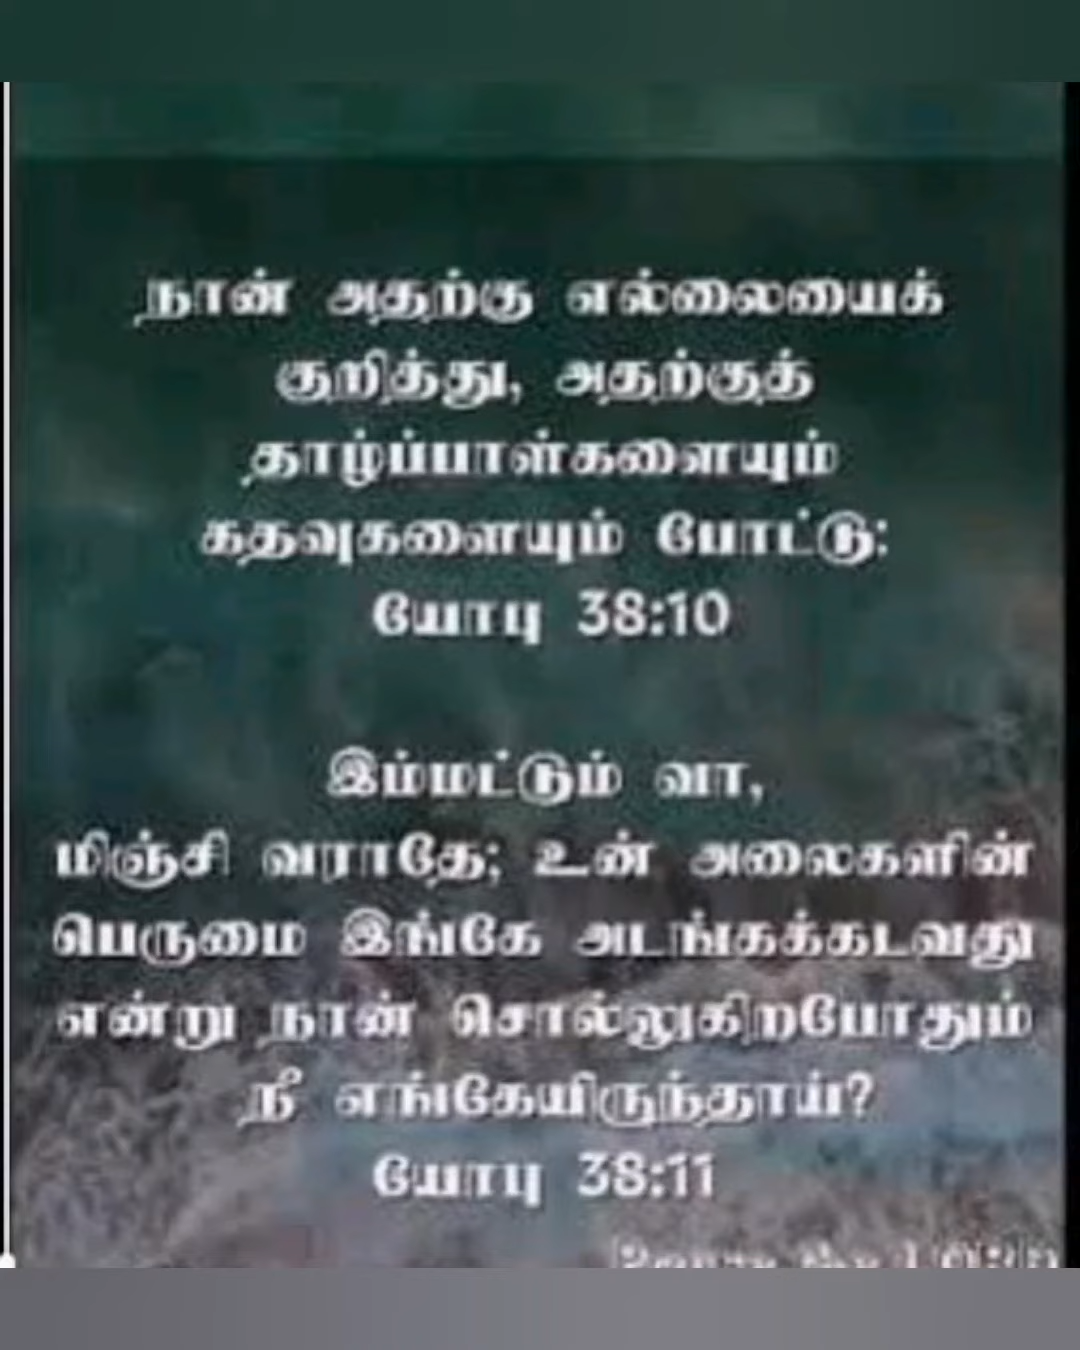 நான் அதற்கு எல்லையைக்
குறித்து, அதற்குத்
தாழ்ப்பாள்களையும்
கதவுகளையும் போட்டு:
யோபு 38:10
இம்மட்டும் வா,
மிஞ்சி வராதே; உன் அலைகளின்
பெருமை இங்கே அடங்கக்கடவது
என்று நான் சொல்லுகிறபோதும்
நீ எங்கேயிருந்தாய்?
யோபு 38:11